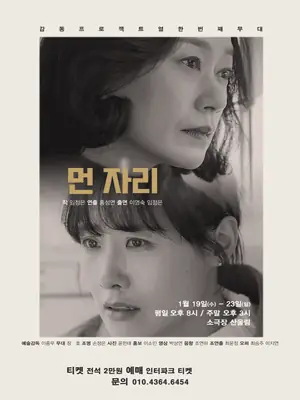 감동프로젝트열한번째무대
먼 자리
작 임정은 연출 홍성연 출연 이영숙 임정은
1월 19일(수) ~ 23일(일)
평일 오후 8시 / 주말 오후 3시
소극장 산울림
티켓 전석 2만원 예매 인터파크 티켓
문의 010.4364.6454